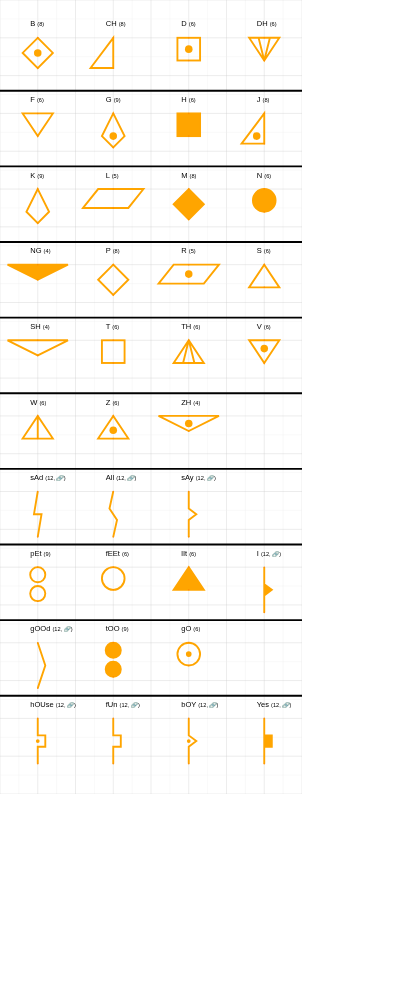 B (8) CH (8) D (6) DH (6)
F (6) G (9) H (6) J (8)
K (9) L (5) M (8) N (6)
NG (4) P (8) R (5) S (6)
SH (4) T (6) TH (6) V (6)
W (6) Z (6) ZH (4)
sAd (12, 🔗) All (12, 🔗) sAy (12, 🔗)
pEt (9) fEEt (6) IIt (6) I (12, 🔗)
gOOd (12, 🔗) tOO (9) gO (6)
hOUse (12, 🔗) fUn (12, 🔗) bOY (12, 🔗) Yes (12, 🔗)